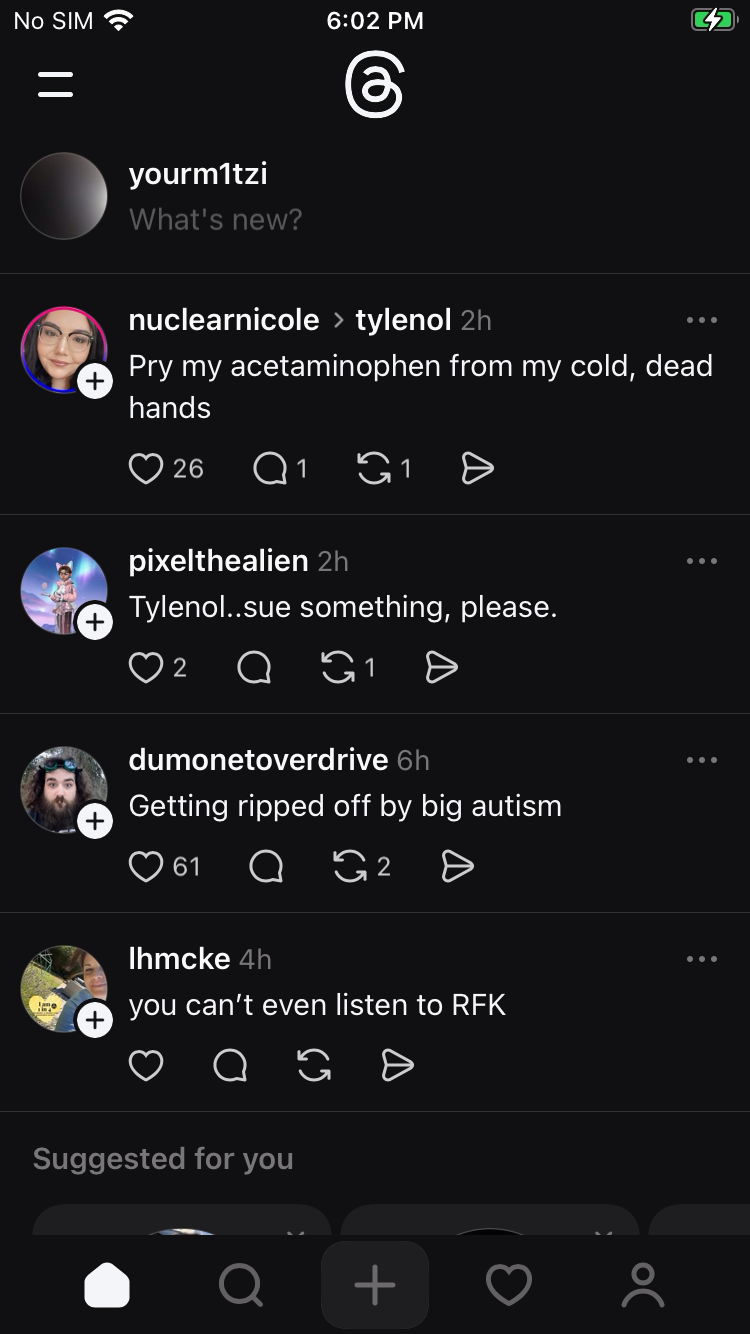 No SIM 6:02 PM
yourm1tzi
What's new?
nuclearnicole > tylenol 2h
Pry my acetaminophen from my cold, dead
hands
26 1 1
pixelthealien 2h
Tylenol..sue something, please.
2 1
dumonetoverdrive 6h
Getting ripped off by big autism
61 2
lhmcke 4h
you can’t even listen to RFK
Suggested for you